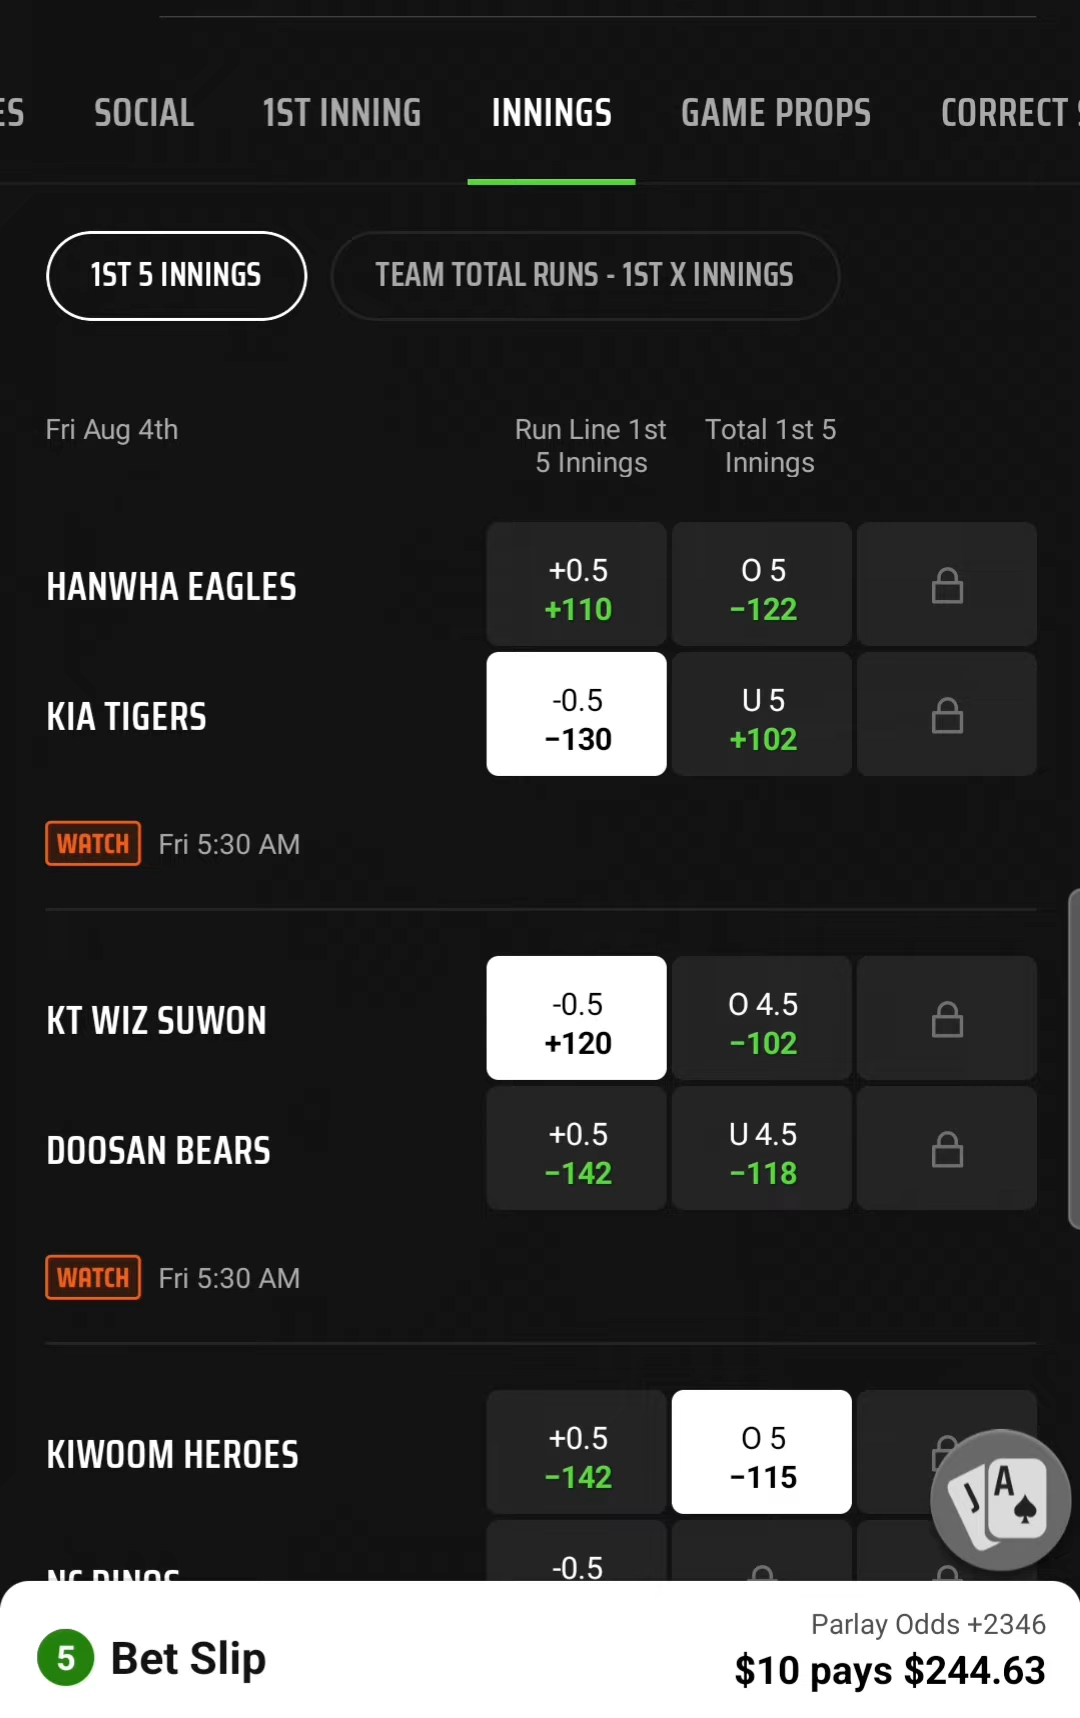 ES SOCIAL 1ST INNING INNINGS GAME PROPS CORRECT
1ST 5 INNINGS TEAM TOTAL RUNS - 1ST X INNINGS
Fri Aug 4th
Run Line 1st
5 Innings
Total 1st 5
Innings
HANWHA EAGLES
+0.5
+110
O 5
−122
KIA TIGERS
-0.5
−130
U 5
+102
WATCH Fri 5:30 AM
KT WIZ SUWON
-0.5
+120
O 4.5
−102
DOOSAN BEARS
+0.5
−142
U 4.5
−118
WATCH Fri 5:30 AM
KIWOOM HEROES
+0.5
−142
O 5
−115
J A
NC DINOS
-0.5
5 Bet Slip
Parlay Odds +2346
$10 pays $244.63